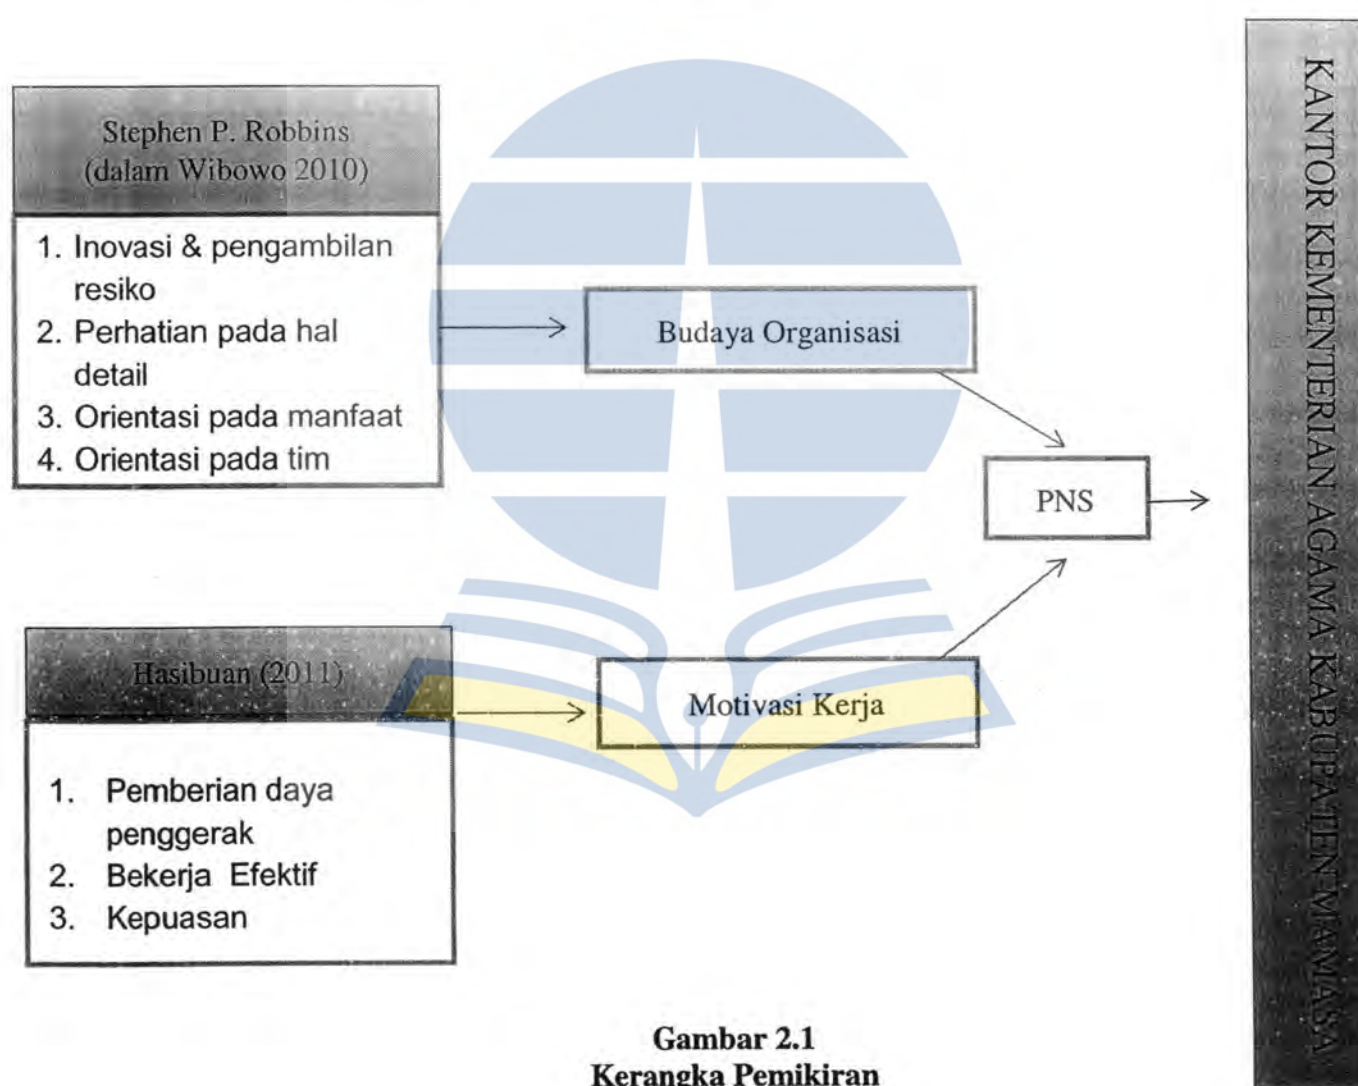 Stephen P. Robbins
(dalam Wibowo 2010)
1. Inovasi & pengambilan
resiko
2. Perhatian pada hal
detail
3. Orientasi pada manfaat
4. Orientasi pada tim
Budaya Organisasi
PNS
Hasibuan (2011)
1. Pemberian daya
penggerak
2. Bekerja Efektif
3. Kepuasan
Motivasi Kerja
KANTOR KEMENTERIAN AGAMA KABUPATEN MAMASA
Gambar 2.1
Kerangka Pemikiran